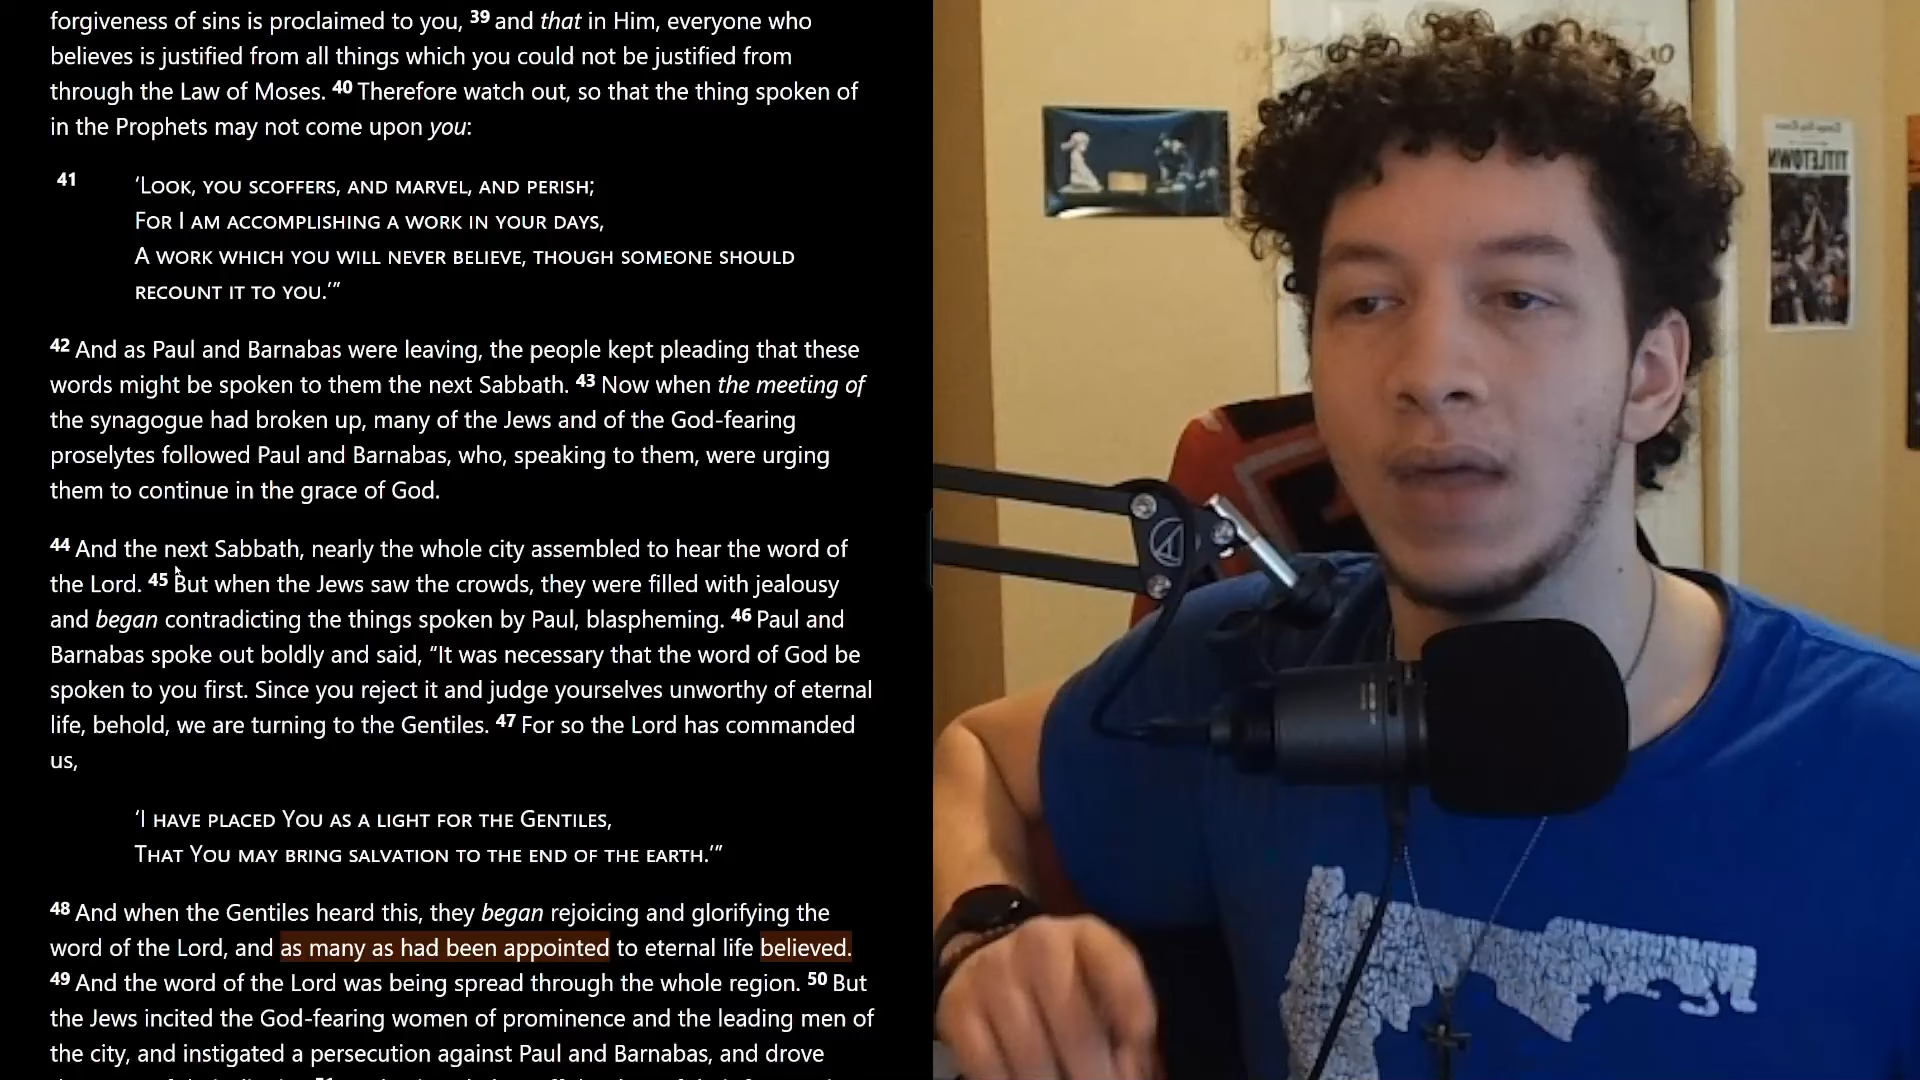 forgiveness of sins is proclaimed to you, 39 and that in Him, everyone who
believes is justified from all things which you could not be justified from
through the Law of Moses. 40 Therefore watch out, so that the thing spoken of
in the Prophets may not come upon you:
41 ‘LOOK, YOU SCOFFERS, AND MARVEL, AND PERISH;
FOR I AM ACCOMPLISHING A WORK IN YOUR DAYS,
A WORK WHICH YOU WILL NEVER BELIEVE, THOUGH SOMEONE SHOULD
RECOUNT IT TO YOU.’”
42 And as Paul and Barnabas were leaving, the people kept pleading that these
words might be spoken to them the next Sabbath. 43 Now when the meeting of
the synagogue had broken up, many of the Jews and of the God-fearing
proselytes followed Paul and Barnabas, who, speaking to them, were urging
them to continue in the grace of God.
44 And the next Sabbath, nearly the whole city assembled to hear the word of
the Lord. 45 But when the Jews saw the crowds, they were filled with jealousy
and began contradicting the things spoken by Paul, blaspheming. 46 Paul and
Barnabas spoke out boldly and said, “It was necessary that the word of God be
spoken to you first. Since you reject it and judge yourselves unworthy of eternal
life, behold, we are turning to the Gentiles. 47 For so the Lord has commanded
us,
‘I HAVE PLACED YOU AS A LIGHT FOR THE GENTILES,
THAT YOU MAY BRING SALVATION TO THE END OF THE EARTH.’”
48 And when the Gentiles heard this, they began rejoicing and glorifying the
word of the Lord, and as many as had been appointed to eternal life believed.
49 And the word of the Lord was being spread through the whole region. 50 But
the Jews incited the God-fearing women of prominence and the leading men of
the city, and instigated a persecution against Paul and Barnabas, and drove
TITLETOWN